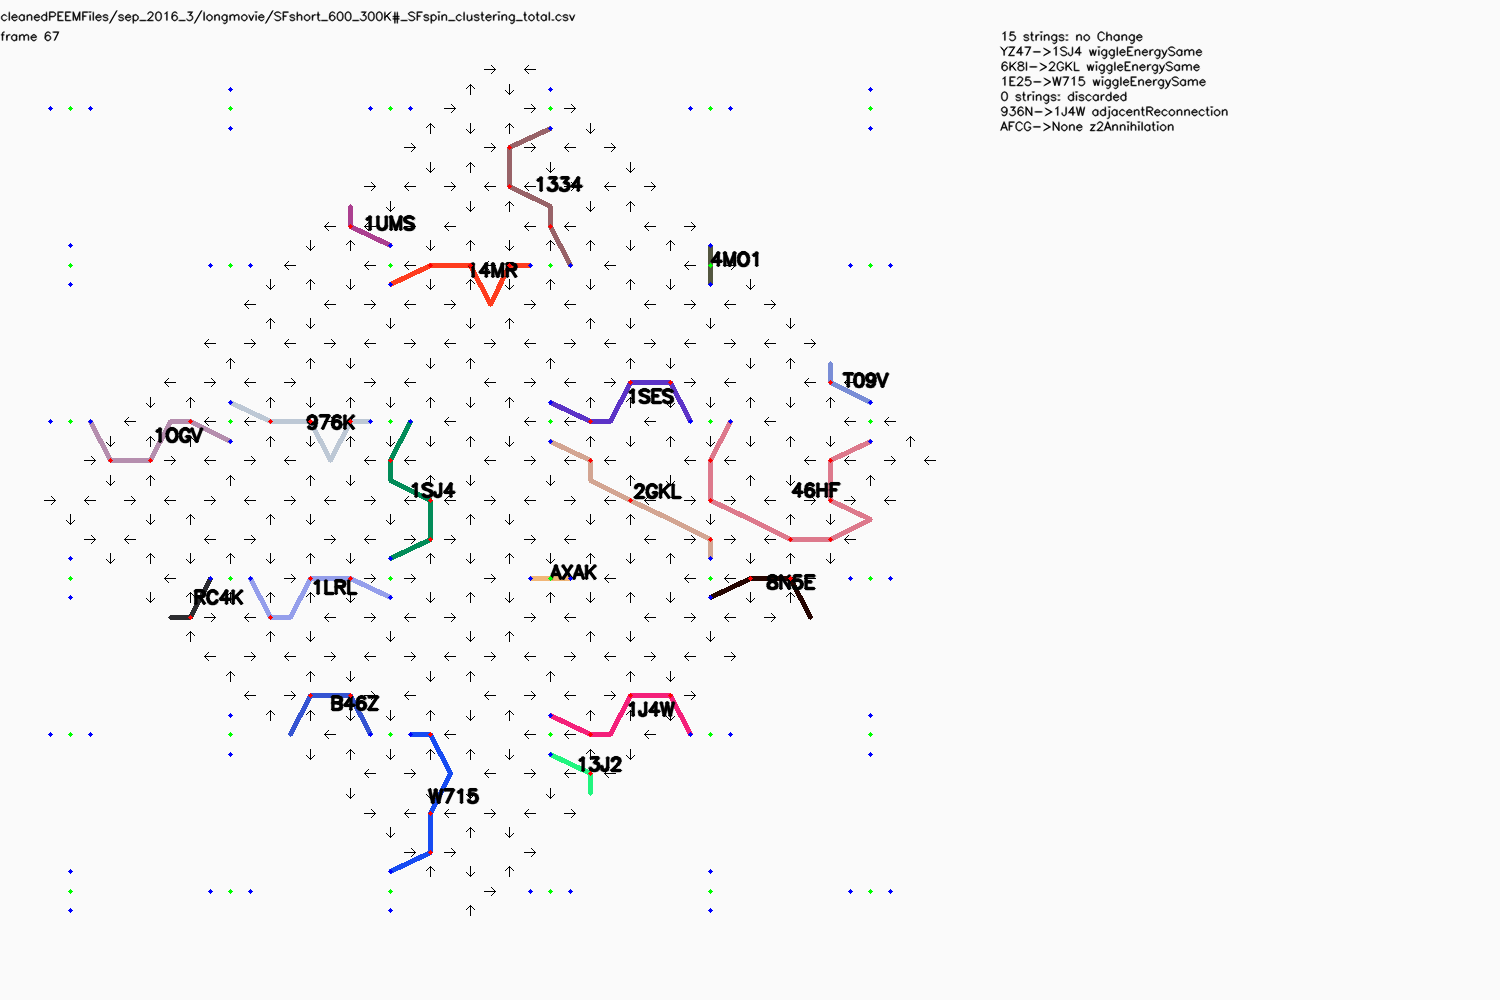 cleanedPEEMFiles/sep_2016_3/longmovie/SFshort_600_300K#_SFspin_clustering_total.csv
frame 67
15 strings: no Change
YZ47->1SJ4 wiggleEnergySame
6K8I->2GKL wiggleEnergySame
1E25->W715 wiggleEnergySame
0 strings: discarded
936N->1J4W adjacentReconnection
AFCG->None z2Annihilation
1334
1UMS
4MO1
14MR
T09V
1SES
976K
1OGV
1SJ4
2GKL
46HF
AXAK
8N5E
1LRL
RC4K
B46Z
1J4W
13J2
W715